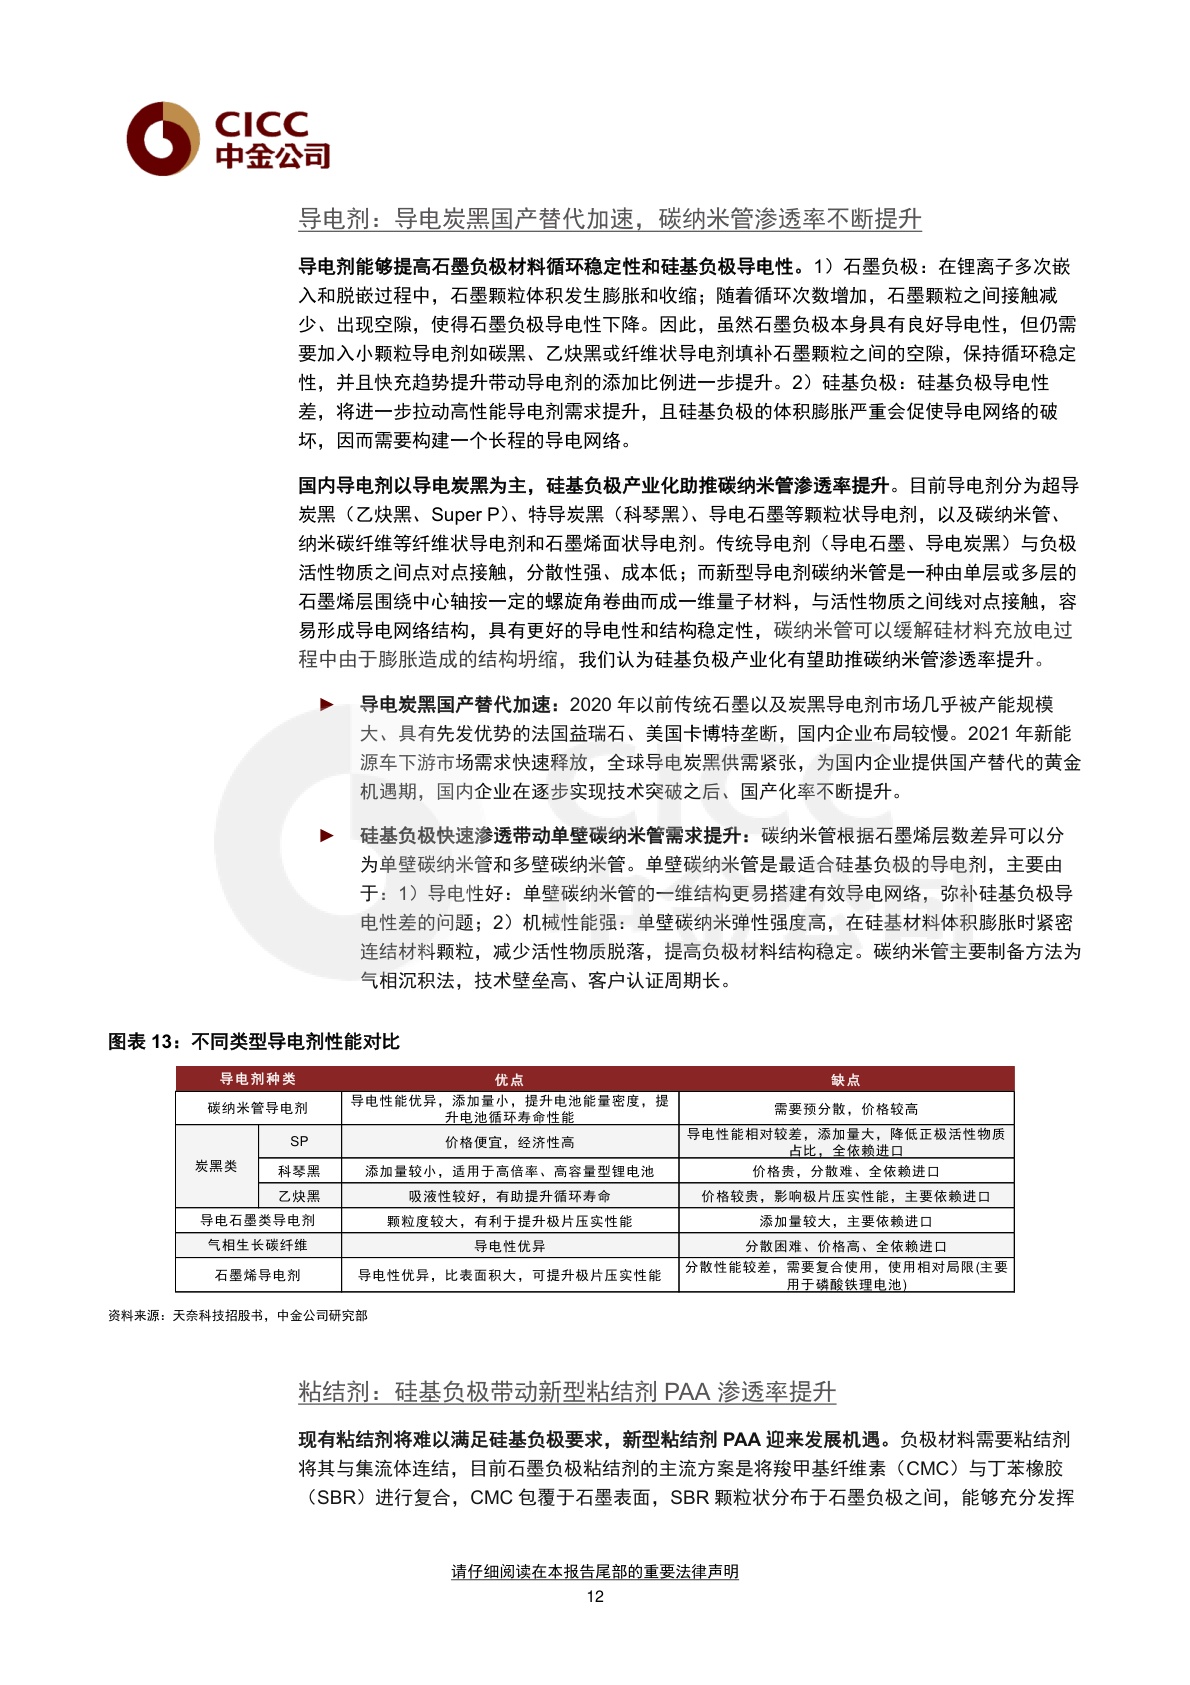 CICC
中金公司
导电剂：导电炭黑国产替代加速，碳纳米管渗透率不断提升
导电剂能够提高石墨负极材料循环稳定性和硅基负极导电性。1）石墨负极：在锂离子多次嵌
入和脱嵌过程中，石墨颗粒体积发生膨胀和收缩；随着循环次数增加，石墨颗粒之间接触减
少、出现空隙，使得石墨负极导电性下降。因此，虽然石墨负极本身具有良好导电性，但仍需
要加入小颗粒导电剂如碳黑、乙炔黑或纤维状导电剂填补石墨颗粒之间的空隙，保持循环稳定
性，并且快充趋势提升带动导电剂的添加比例进一步提升。2）硅基负极：硅基负极导电性
差，将进一步拉动高性能导电剂需求提升，且硅基负极的体积膨胀严重会促使导电网络的破
坏，因而需要构建一个长程的导电网络。
国内导电剂以导电炭黑为主，硅基负极产业化助推碳纳米管渗透率提升。目前导电剂分为超导
炭黑（乙炔黑、Super P）、特导炭黑（科琴黑）、导电石墨等颗粒状导电剂，以及碳纳米管、
纳米碳纤维等纤维状导电剂和石墨烯面状导电剂。传统导电剂（导电石墨、导电炭黑）与负极
活性物质之间点对点接触，分散性强、成本低；而新型导电剂碳纳米管是一种由单层或多层的
石墨烯层围绕中心轴按一定的螺旋角卷曲而成一维量子材料，与活性物质之间线对点接触，容
易形成导电网络结构，具有更好的导电性和结构稳定性，碳纳米管可以缓解硅材料充放电过
程中由于膨胀造成的结构坍缩，我们认为硅基负极产业化有望助推碳纳米管渗透率提升。
► 导电炭黑国产替代加速：2020 年以前传统石墨以及炭黑导电剂市场几乎被产能规模
大、具有先发优势的法国益瑞石、美国卡博特垄断，国内企业布局较慢。2021 年新能
源车下游市场需求快速释放，全球导电炭黑供需紧张，为国内企业提供国产替代的黄金
机遇期，国内企业在逐步实现技术突破之后、国产化率不断提升。
► 硅基负极快速渗透带动单壁碳纳米管需求提升：碳纳米管根据石墨烯层数差异可以分
为单壁碳纳米管和多壁碳纳米管。单壁碳纳米管是最适合硅基负极的导电剂，主要由
于：1）导电性好：单壁碳纳米管的一维结构更易搭建有效导电网络，弥补硅基负极导
电性差的问题；2）机械性能强：单壁碳纳米弹性强度高，在硅基材料体积膨胀时紧密
连结材料颗粒，减少活性物质脱落，提高负极材料结构稳定。碳纳米管主要制备方法为
气相沉积法，技术壁垒高、客户认证周期长。
图表 13：不同类型导电剂性能对比
导电剂种类 优点 缺点
碳纳米管导电剂 导电性能优异，添加量小，提升电池能量密度，提
升电池循环寿命性能 需要预分散，价格较高
炭黑类 SP 价格便宜，经济性高 导电性能相对较差，添加量大，降低正极活性物质
占比，全依赖进口
科琴黑 添加量较小，适用于高倍率、高容量型锂电池 价格贵，分散难、全依赖进口
乙炔黑 吸液性较好，有助提升循环寿命 价格较贵，影响极片压实性能，主要依赖进口
导电石墨类导电剂 颗粒度较大，有利于提升极片压实性能 添加量较大，主要依赖进口
气相生长碳纤维 导电性优异 分散困难、价格高、全依赖进口
石墨烯导电剂 导电性优异，比表面积大，可提升极片压实性能 分散性能较差，需要复合使用，使用相对局限(主要
用于磷酸铁理电池)
资料来源：天奈科技招股书，中金公司研究部
粘结剂：硅基负极带动新型粘结剂 PAA 渗透率提升
现有粘结剂将难以满足硅基负极要求，新型粘结剂 PAA 迎来发展机遇。负极材料需要粘结剂
将其与集流体连结，目前石墨负极粘结剂的主流方案是将羧甲基纤维素（CMC）与丁苯橡胶
（SBR）进行复合，CMC 包覆于石墨表面，SBR 颗粒状分布于石墨负极之间，能够充分发挥
请仔细阅读在本报告尾部的重要法律声明
12